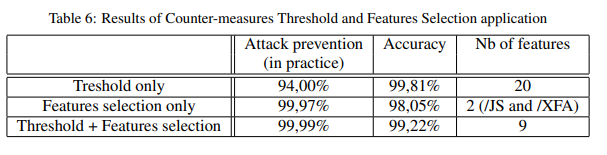 Table 6: Results of Counter-measures Threshold and Features Selection application
Attack prevention (in practice) Accuracy Nb of features
Treshold only 94,00% 99,81% 20
Features selection only 99,97% 98,05% 2 (/JS and /XFA)
Threshold + Features selection 99,99% 99,22% 9